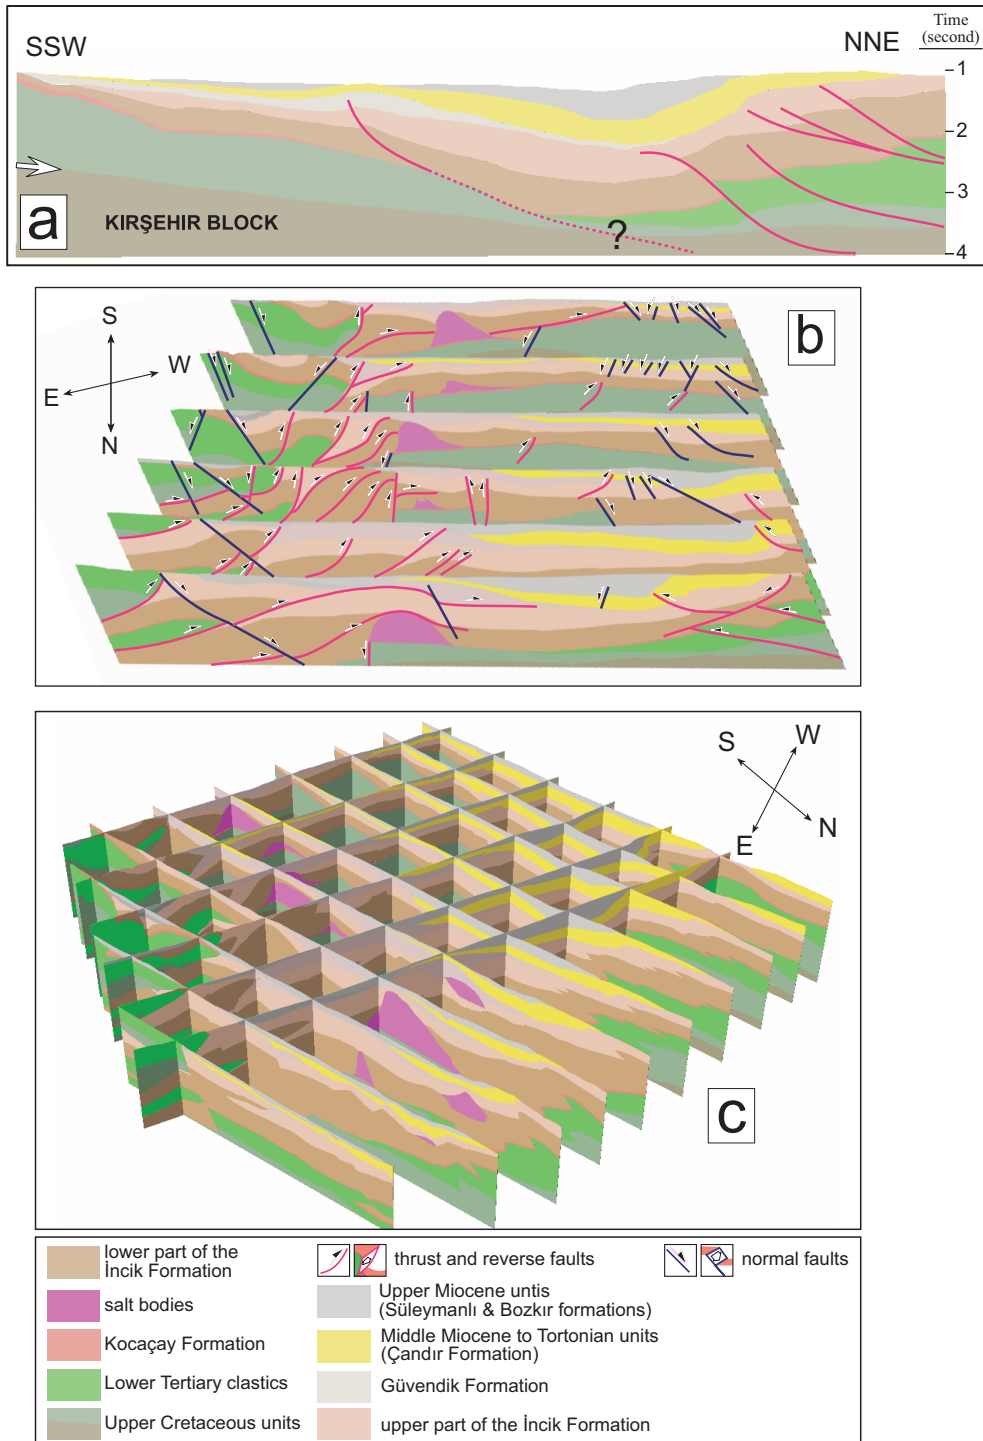 SSW
NNE
Time
(second)
1
2
3
4
a
KIRŞEHIR BLOCK
?
b
S
W
E
N
c
S
W
N
E
lower part of the
İncik Formation
salt bodies
Kocaçay Formation
Lower Tertiary clastics
Upper Cretaceous units
thrust and reverse faults
Upper Miocene untis
(Süleymanlı & Bozkır formations)
Middle Miocene to Tortonian units
(Çandır Formation)
Güvendik Formation
upper part of the İncik Formation
normal faults